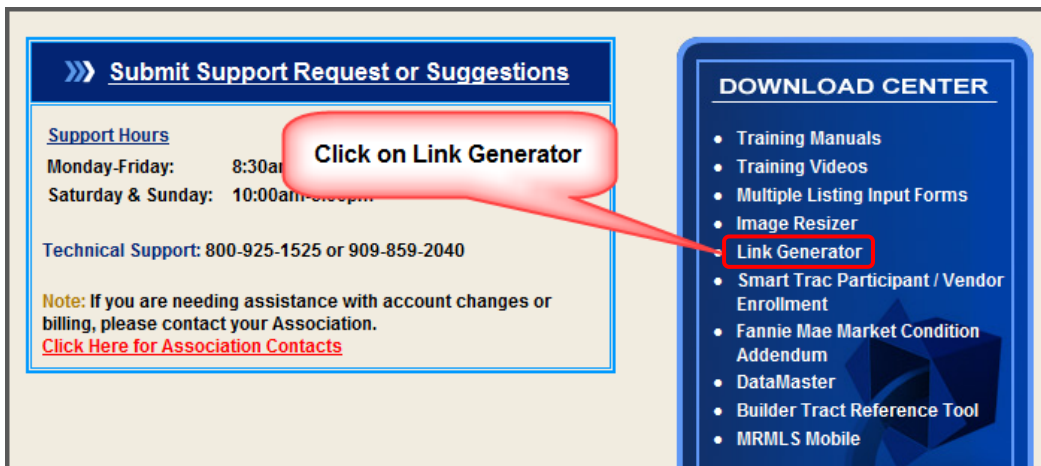 Submit Support Request or Suggestions
Support Hours
Monday-Friday: 8:30a
Saturday & Sunday: 10:00am-
Technical Support: 800-925-1525 or 909-859-2040
Note: If you are needing assistance with account changes or
billing, please contact your Association.
Click Here for Association Contacts
Click on Link Generator
DOWNLOAD CENTER
• Training Manuals
• Training Videos
• Multiple Listing Input Forms
• Image Resizer
• Link Generator
• Smart Trac Participant / Vendor
Enrollment
• Fannie Mae Market Condition
Addendum
• DataMaster
• Builder Tract Reference Tool
• MRMLS Mobile